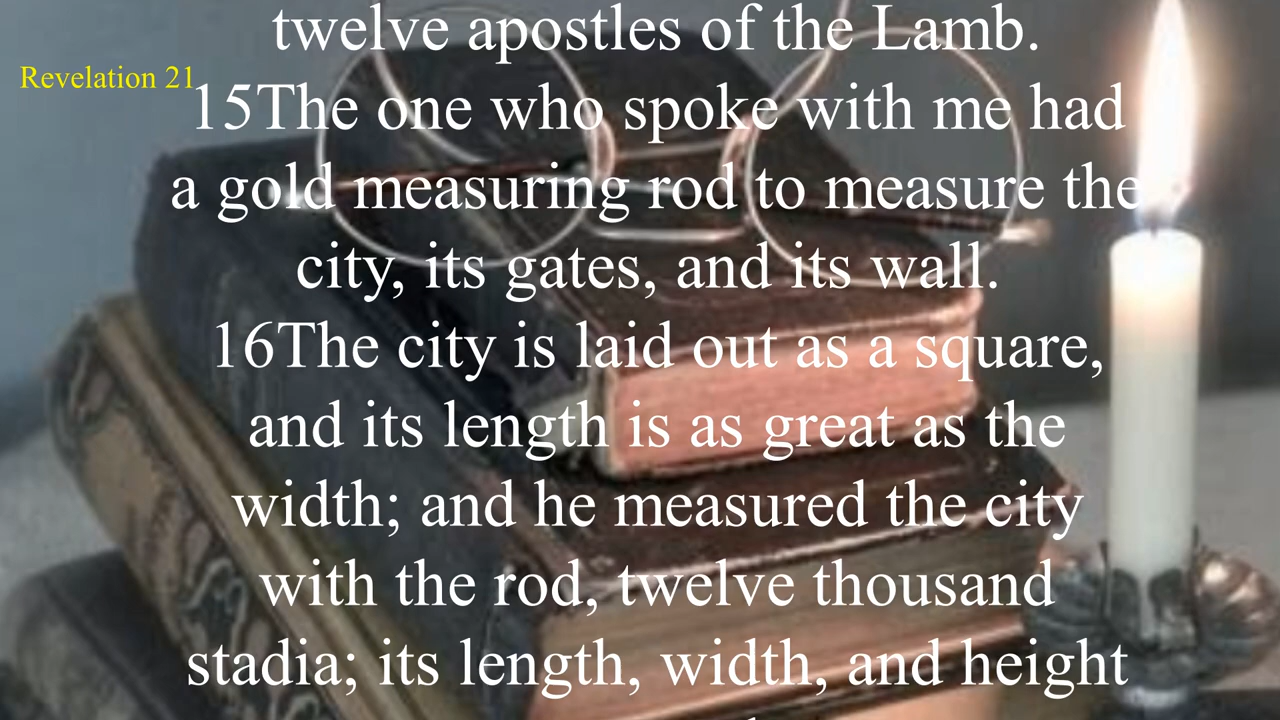 twelve apostles of the Lamb.
Revelation 21
15The one who spoke with me had
a gold measuring rod to measure the
city, its gates, and its wall.
16The city is laid out as a square,
and its length is as great as the
width; and he measured the city
with the rod, twelve thousand
stadia; its length, width, and height